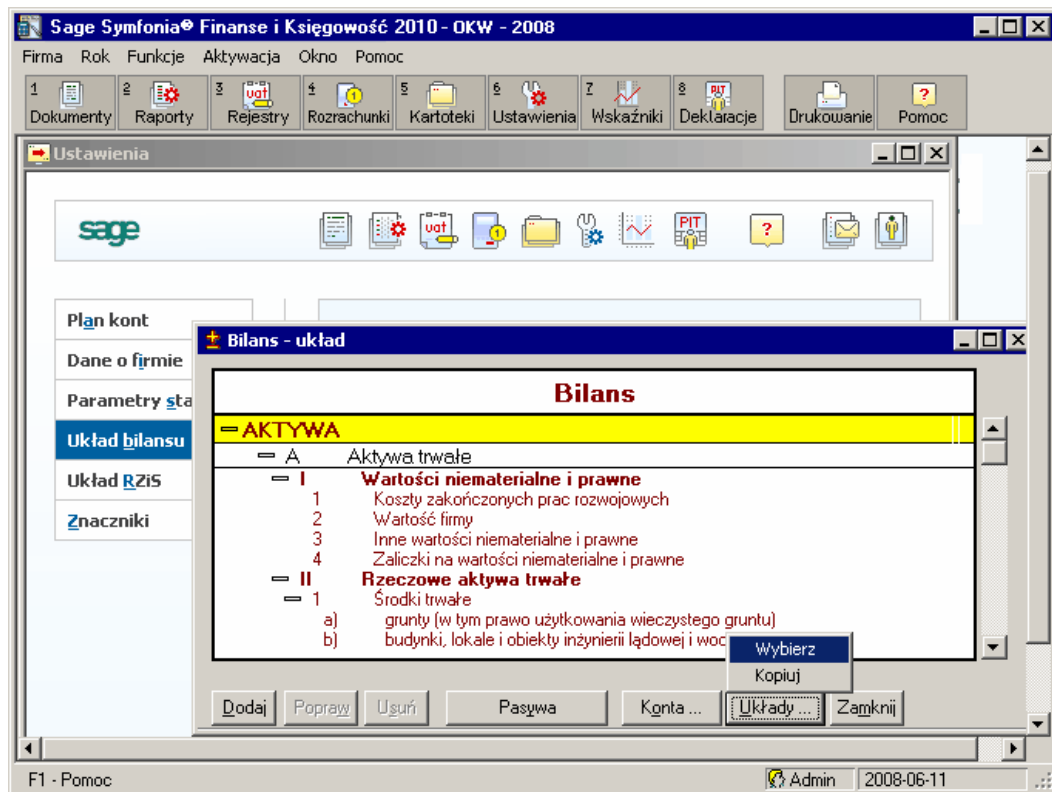 Sage Symfonia® Finanse i Księgowość 2010 - OKW - 2008
Firma Rok Funkcje Aktywacja Okno Pomoc
1 2 3 4 5 6 7 8
Dokumenty Raporty Rejestry Rozrachunki Kartoteki Ustawienia Wskaźniki Deklaracje Drukowanie Pomoc
Ustawienia
sage
Plan kont
Dane o firmie
Parametry sta
Układ bilansu
Układ RZiS
Znaczniki
Bilans - układ
Bilans
AKTYWA
A Aktywa trwałe
I Wartości niematerialne i prawne
1 Koszty zakończonych prac rozwojowych
2 Wartość firmy
3 Inne wartości niematerialne i prawne
4 Zaliczki na wartości niematerialne i prawne
II Rzeczowe aktywa trwałe
1 Środki trwałe
a) grunty (w tym prawo użytkowania wieczystego gruntu)
b) budynki, lokale i obiekty inżynierii lądowej i wod
Wybierz
Kopiuj
Dodaj Popraw Usuń Pasywa Konta ... Układy ... Zamknij
F1 - Pomoc Admin 2008-06-11